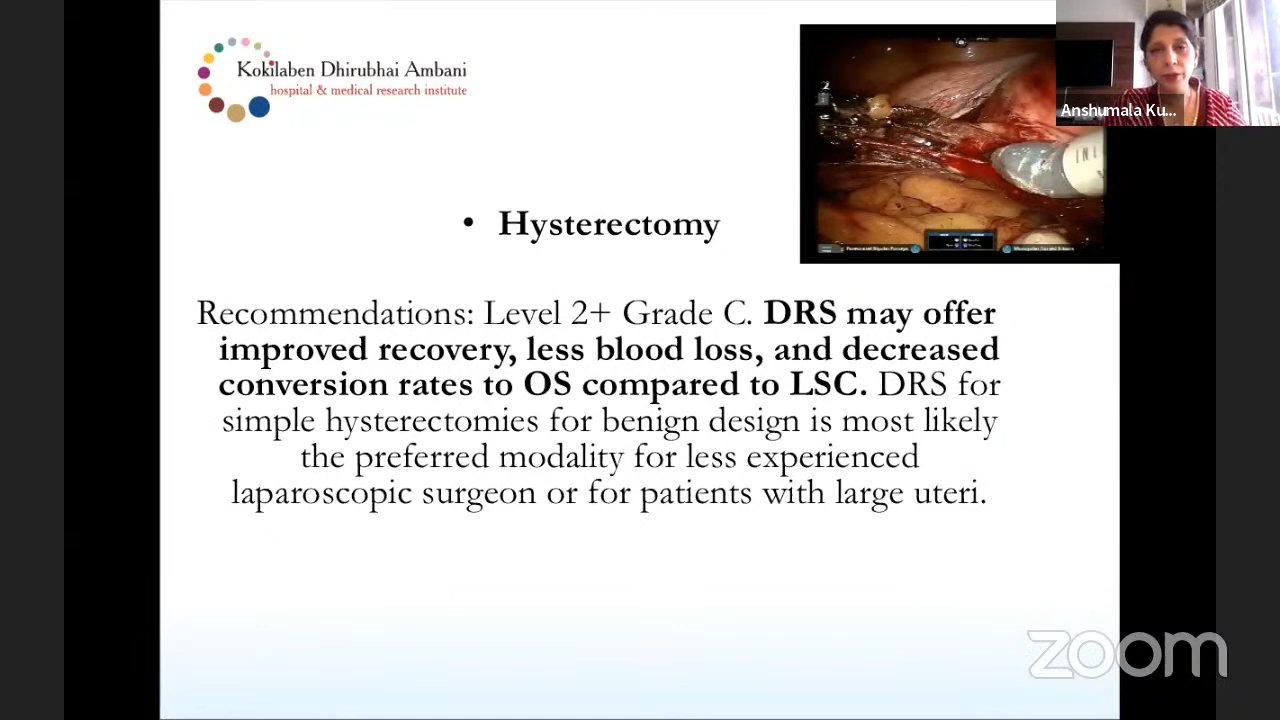 Kokilaben Dhirubhai Ambani
hospital & medical research institute
Anshumala Ku...
• Hysterectomy
Recommendations: Level 2+ Grade C. DRS may offer
improved recovery, less blood loss, and decreased
conversion rates to OS compared to LSC. DRS for
simple hysterectomies for benign design is most likely
the preferred modality for less experienced
laparoscopic surgeon or for patients with large uteri.
zoom